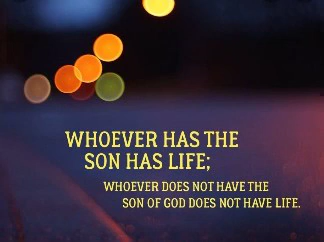 WHOEVER HAS THE
SON HAS LIFE;
WHOEVER DOES NOT HAVE THE
SON OF GOD DOES NOT HAVE LIFE.